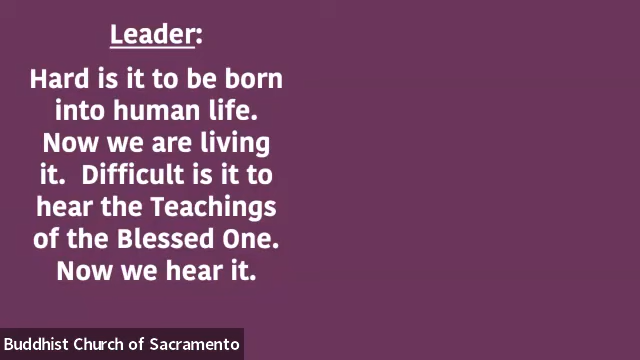 Leader:
Hard is it to be born
into human life.
Now we are living
it.  Difficult is it to
hear the Teachings
of the Blessed One.
Now we hear it.
Buddhist Church of Sacramento